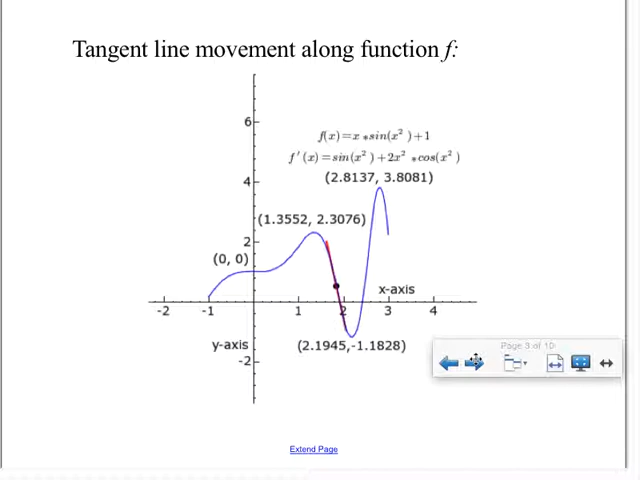 Tangent line movement along function f:
6
f(x)=x*sin(x²)+1
f'(x)=sin(x²)+2x²*cos(x²)
4
(2.8137, 3.8081)
(1.3552, 2.3076)
2
(0, 0)
x-axis
-2 -1 1 2 3 4
y-axis
(2.1945,-1.1828)
-2
Page 3 of 10
Extend Page